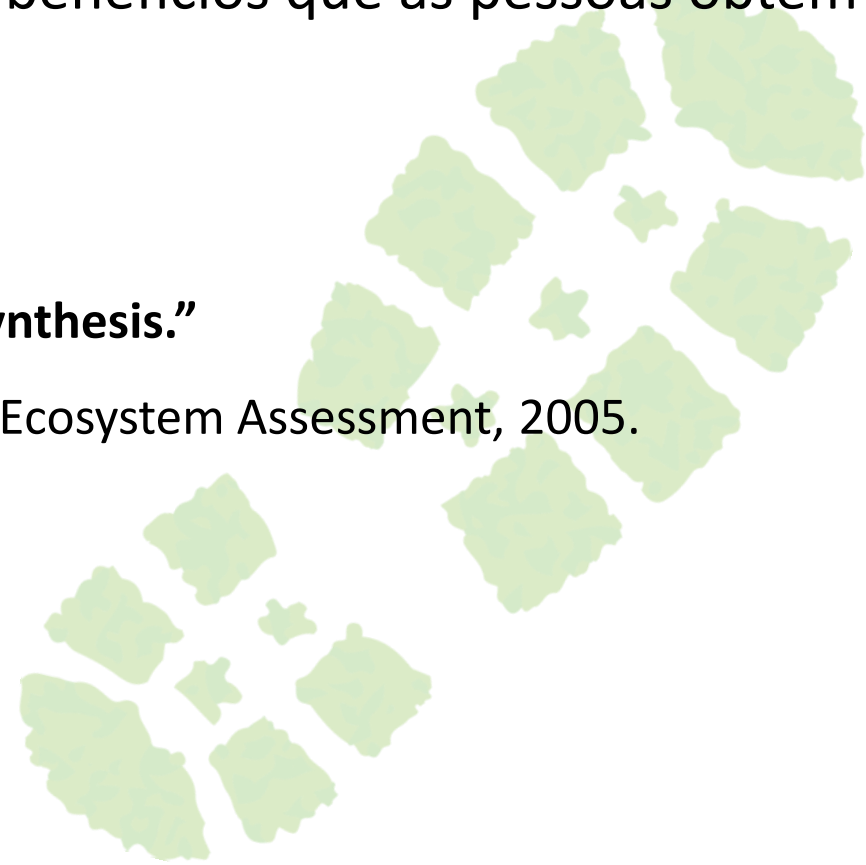 benefícios que as pessoas obtêm
ynthesis.”
Ecosystem Assessment, 2005.